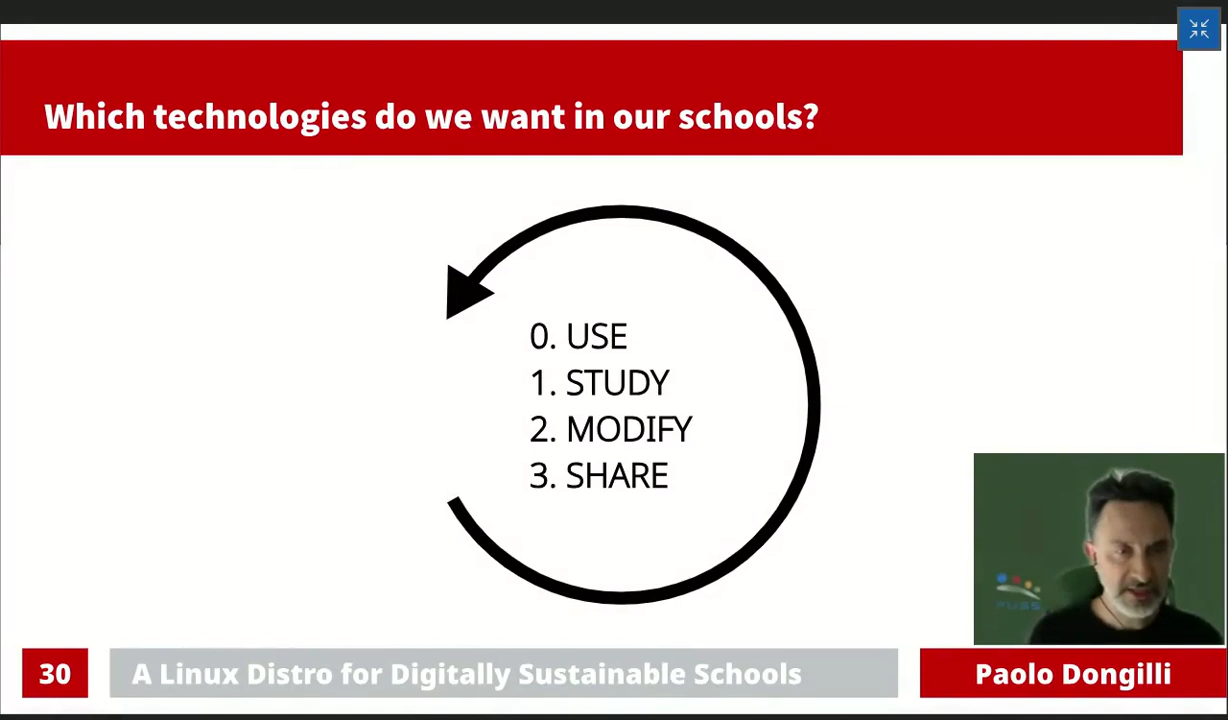 Which technologies do we want in our schools?
0. USE
1. STUDY
2. MODIFY
3. SHARE
FUSS
30
A Linux Distro for Digitally Sustainable Schools
Paolo Dongilli